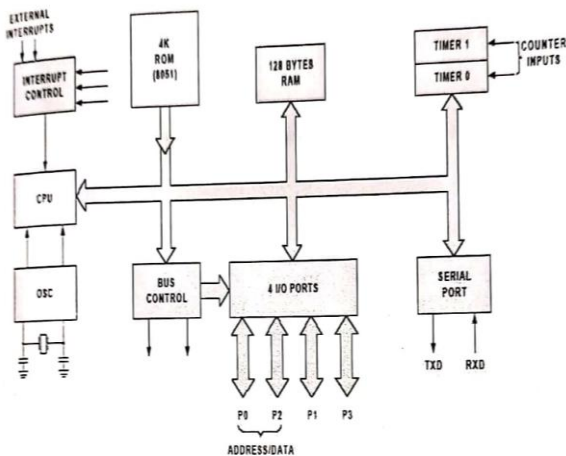 EXTERNAL
INTERRUPTS
INTERRUPT
CONTROL
4K
ROM
(8051)
128 BYTES
RAM
TIMER 1
TIMER 0
COUNTER
INPUTS
CPU
OSC
BUS
CONTROL
4 I/O PORTS
SERIAL
PORT
TXD
RXD
P0
P2
P1
P3
ADDRESS/DATA